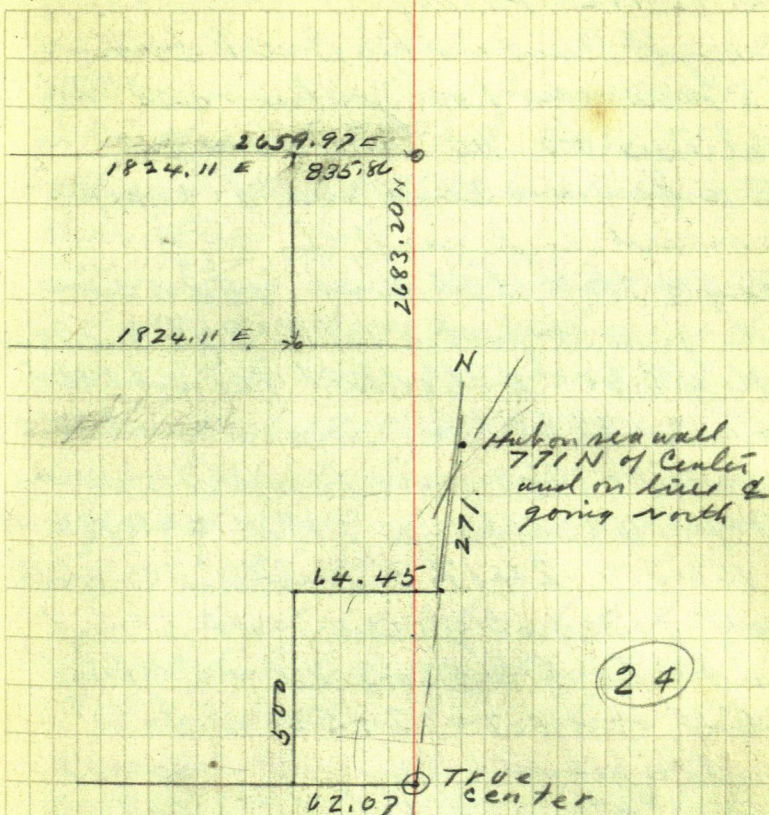 2659.97 E
1824.11 E 835.86
2683.20 N
1824.11 E
N
Hub on sea wall
771 N of Center
and on line ℄
going north
271.
64.45
24
500
True
center
62.07